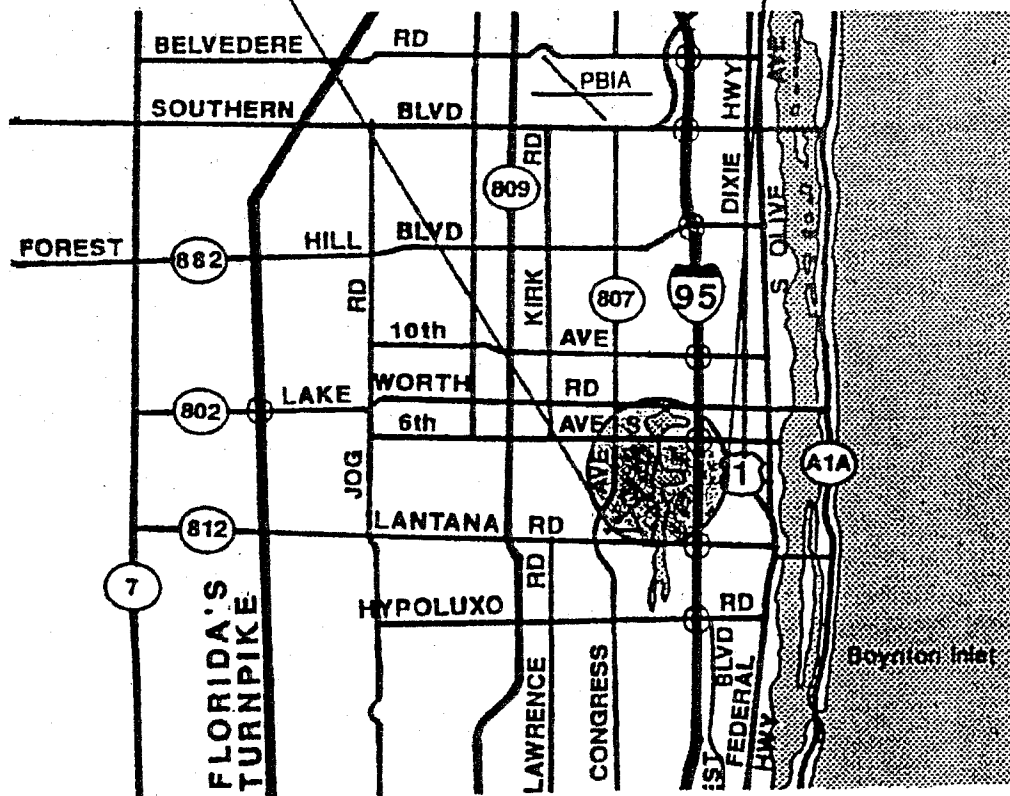 BELVEDERE RD
PBIA
HWY
AVE
SOUTHERN BLVD
RD
809
DIXIE
S OLIVE
FOREST 882 HILL BLVD
RD
KIRK
807
95
10th AVE
802 LAKE WORTH RD
6th AVE S
AVE
JOG
1
A1A
812 LANTANA RD
7
RD
HYPOLUXO RD
FLORIDA'S
TURNPIKE
LAWRENCE
CONGRESS
BLVD
FEDERAL
HWY
Boynton Inlet
IST